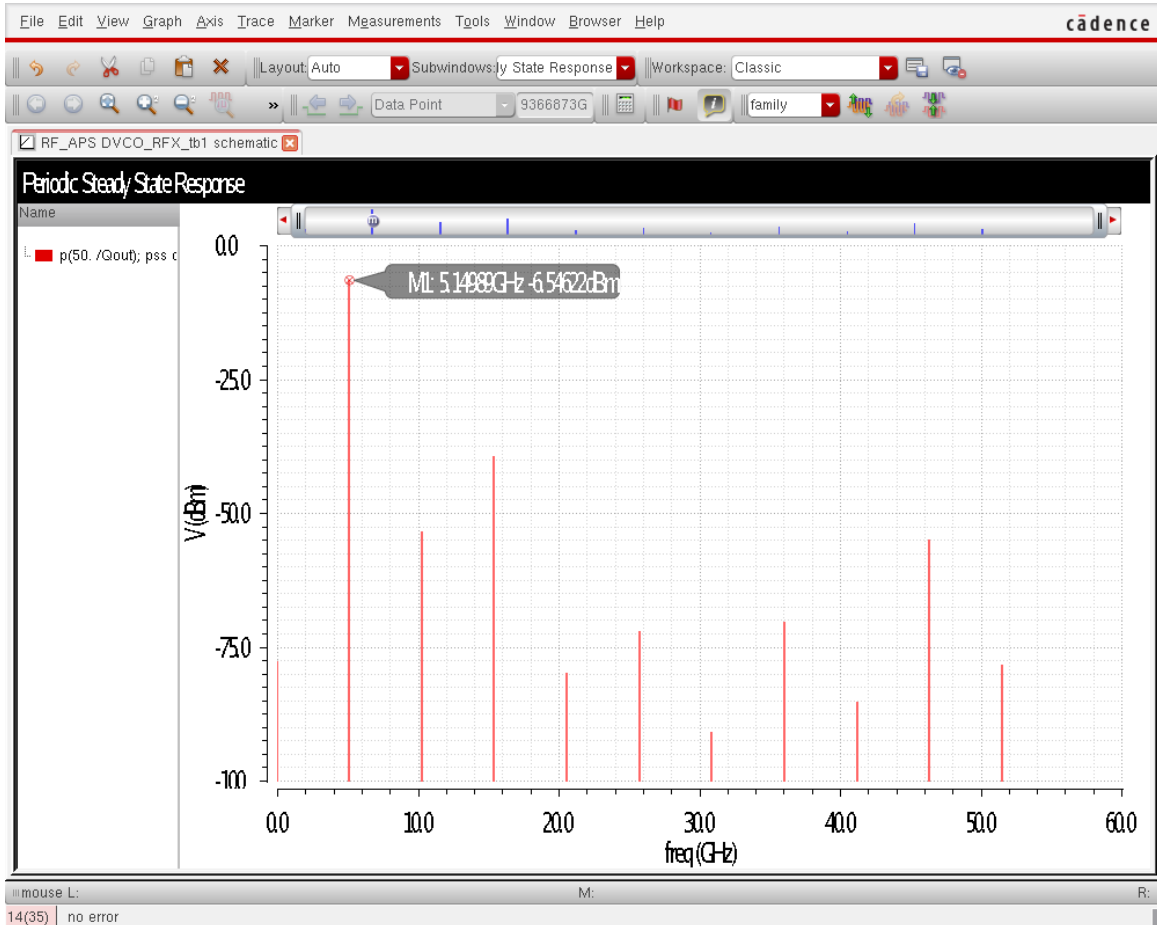 File Edit View Graph Axis Trace Marker Measurements Tools Window Browser Help cādence
Layout: Auto Subwindows: ly State Response Workspace: Classic
» Data Point 9366873G family
RF_APS DVCO_RFX_tb1 schematic
Periodic Steady State Response
Name
p(50. /Qout); pss
M1: 5.14989GHz -6.54622dBm
0.0
-25.0
-50.0
-75.0
-100
V (dBm)
0.0 10.0 20.0 30.0 40.0 50.0 60.0
freq (GHz)
mouse L: M: R:
14(35) no error